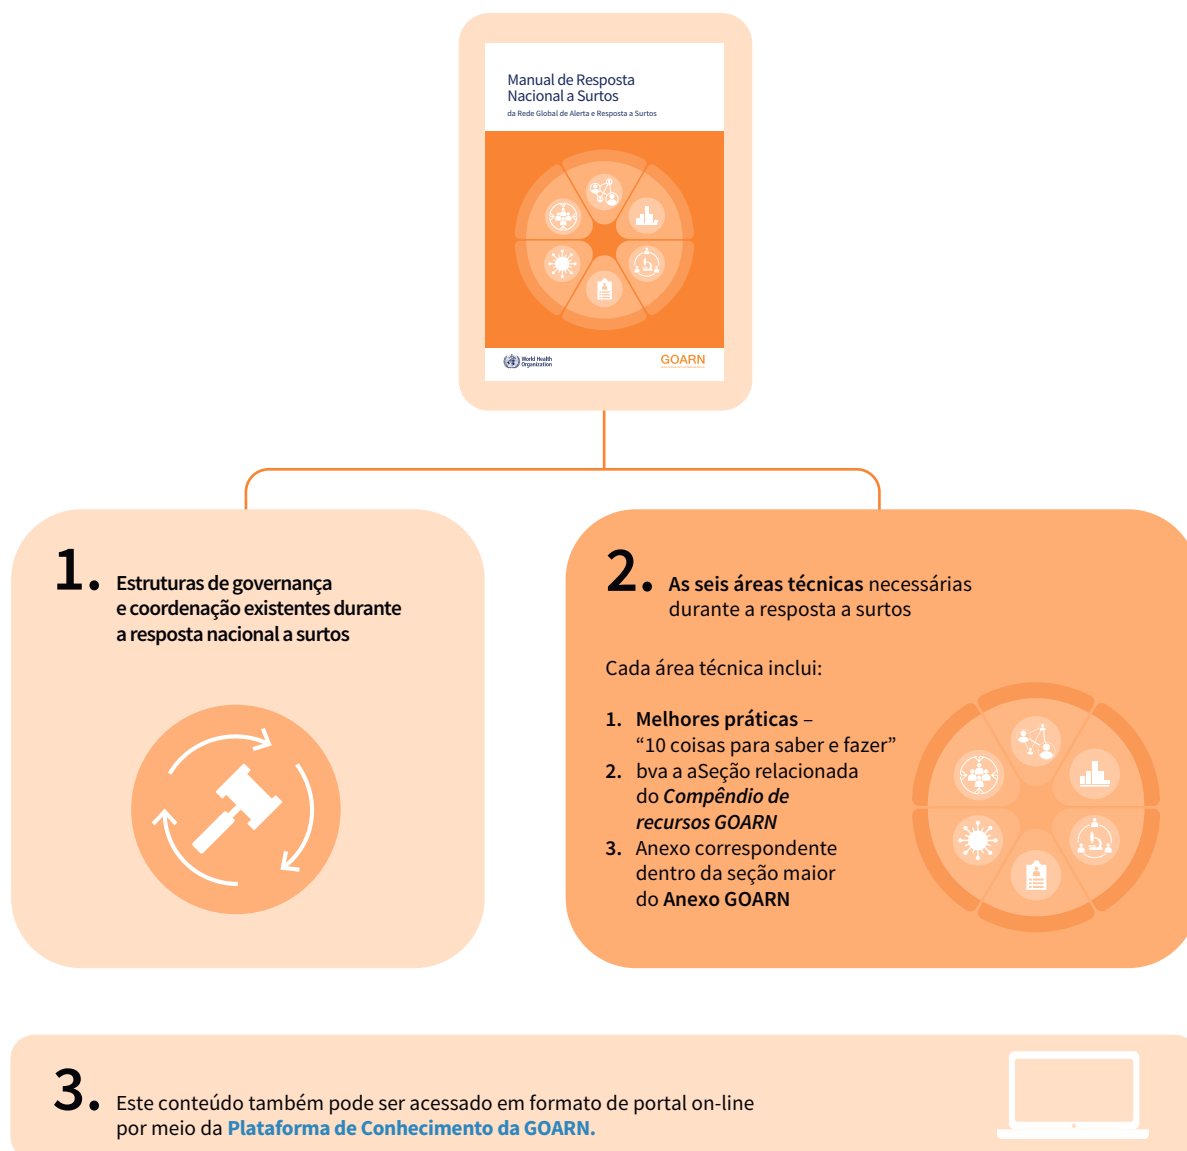 Manual de Resposta
Nacional a Surtos
da Rede Global de Alerta e Resposta a Surtos
World Health
Organization
GOARN
1. Estruturas de governança
e coordenação existentes durante
a resposta nacional a surtos
2. As seis áreas técnicas necessárias
durante a resposta a surtos
Cada área técnica inclui:
1. Melhores práticas –
“10 coisas para saber e fazer”
2. bva a aSeção relacionada
do Compêndio de
recursos GOARN
3. Anexo correspondente
dentro da seção maior
do Anexo GOARN
3. Este conteúdo também pode ser acessado em formato de portal on-line
por meio da Plataforma de Conhecimento da GOARN.